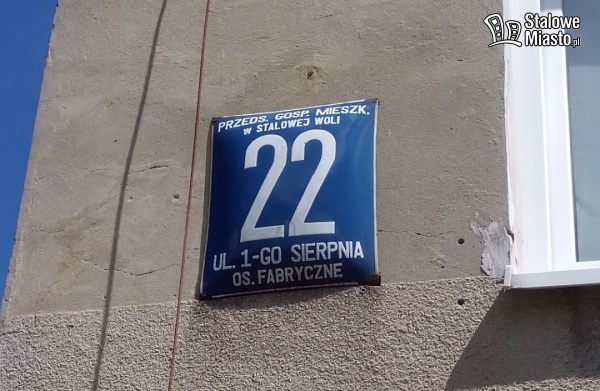 Stalowe
Miasto.pl
PRZEDS. GOSP. MIESZK.
W STALOWEJ WOLI
22
UL. 1-GO SIERPNIA
OS. FABRYCZNE